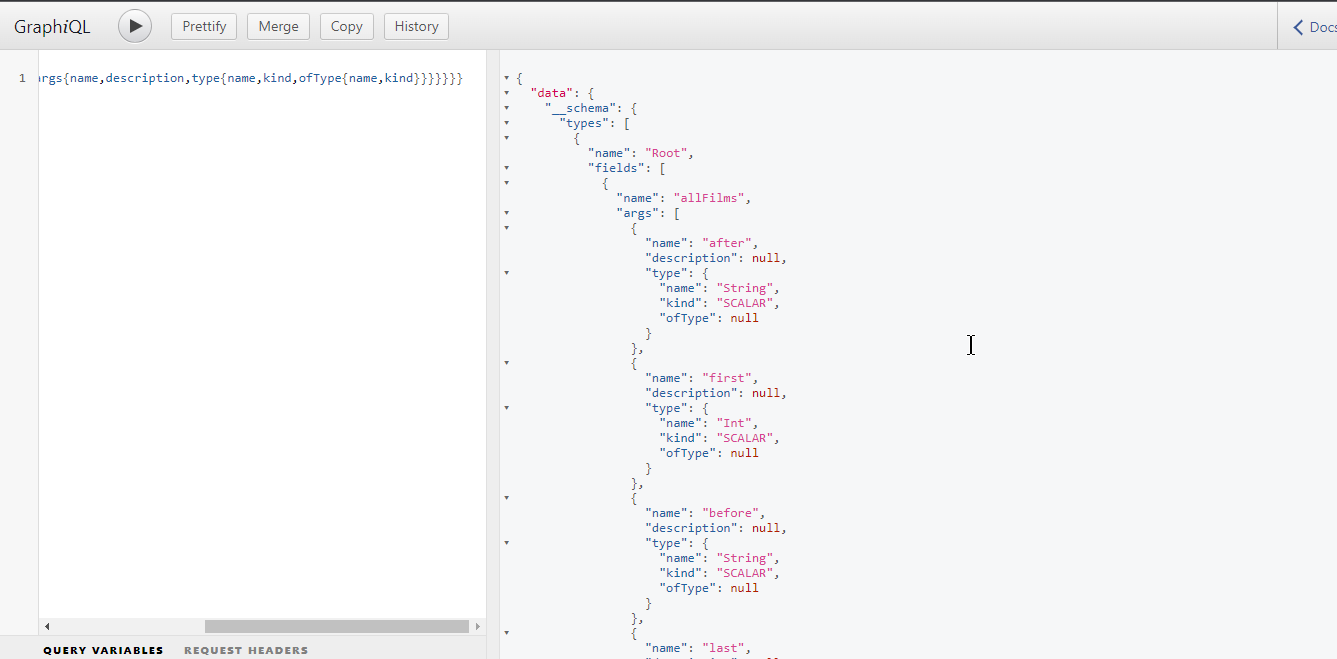 GraphiQL Prettify Merge Copy History Docs
1 args{name,description,type{name,kind,ofType{name,kind}}}}}}}
{
"data": {
"__schema": {
"types": [
{
"name": "Root",
"fields": [
{
"name": "allFilms",
"args": [
{
"name": "after",
"description": null,
"type": {
"name": "String",
"kind": "SCALAR",
"ofType": null
}
},
{
"name": "first",
"description": null,
"type": {
"name": "Int",
"kind": "SCALAR",
"ofType": null
}
},
{
"name": "before",
"description": null,
"type": {
"name": "String",
"kind": "SCALAR",
"ofType": null
}
},
{
"name": "last",
QUERY VARIABLES REQUEST HEADERS